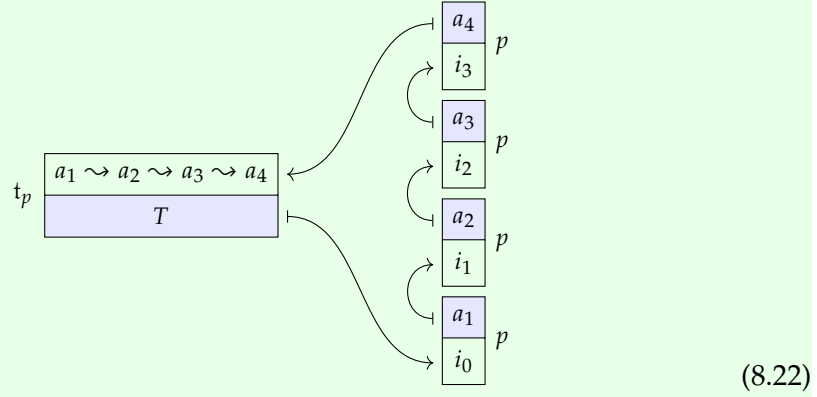 a₄
p
i₃
a₃
p
i₂
a₁ ⇝ a₂ ⇝ a₃ ⇝ a₄
tₚ
T
a₂
p
i₁
a₁
p
i₀
(8.22)